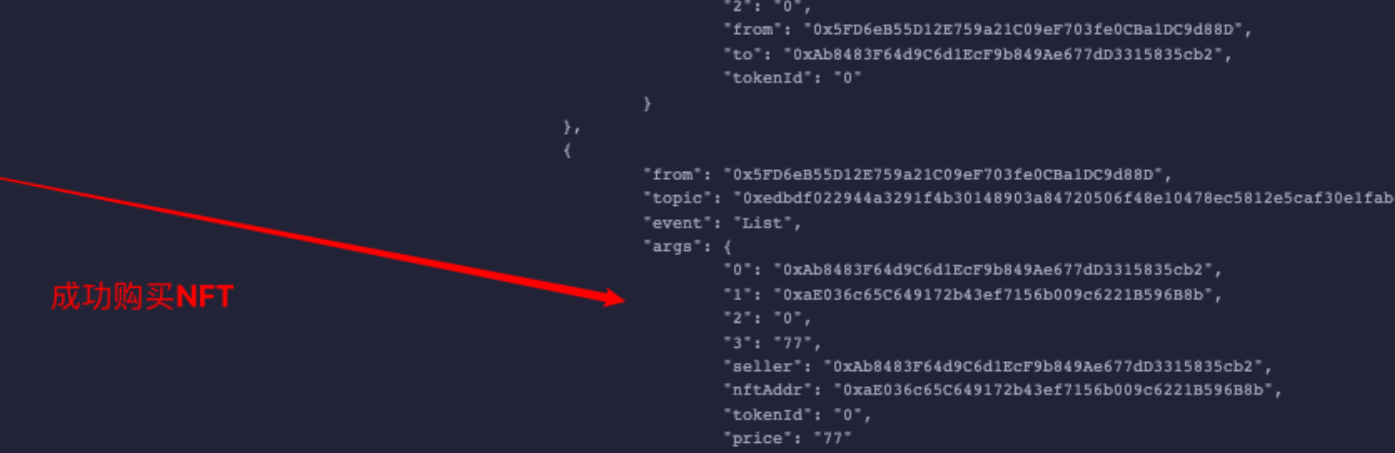 "2": "0",
"from": "0x5FD6eB55D12E759a21C09eF703fe0CBa1DC9d88D",
"to": "0xAb8483F64d9C6d1EcF9b849Ae677dD3315835cb2",
"tokenId": "0"
}
},
{
"from": "0x5FD6eB55D12E759a21C09eF703fe0CBa1DC9d88D",
"topic": "0xedbdf022944a3291f4b30148903a84720506f48e10478ec5812e5caf30e1fab
"event": "List",
"args": {
"0": "0xAb8483F64d9C6d1EcF9b849Ae677dD3315835cb2",
"1": "0xaE036c65C649172b43ef7156b009c6221B596B8b",
成功购买NFT
"2": "0",
"3": "77",
"seller": "0xAb8483F64d9C6d1EcF9b849Ae677dD3315835cb2",
"nftAddr": "0xaE036c65C649172b43ef7156b009c6221B596B8b",
"tokenId": "0",
"price": "77"